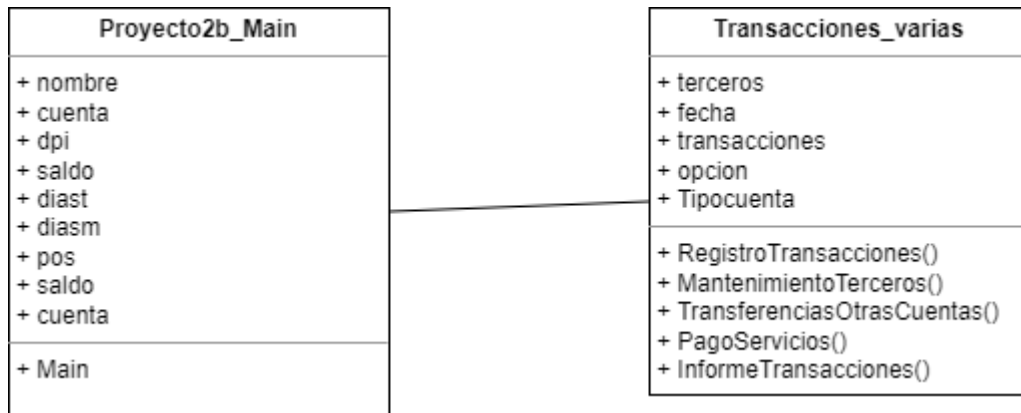 Proyecto2b_Main
+ nombre
+ cuenta
+ dpi
+ saldo
+ diast
+ diasm
+ pos
+ saldo
+ cuenta
+ Main
Transacciones_varias
+ terceros
+ fecha
+ transacciones
+ opcion
+ Tipocuenta
+ RegistroTransacciones()
+ MantenimientoTerceros()
+ TransferenciasOtrasCuentas()
+ PagoServicios()
+ InformeTransacciones()